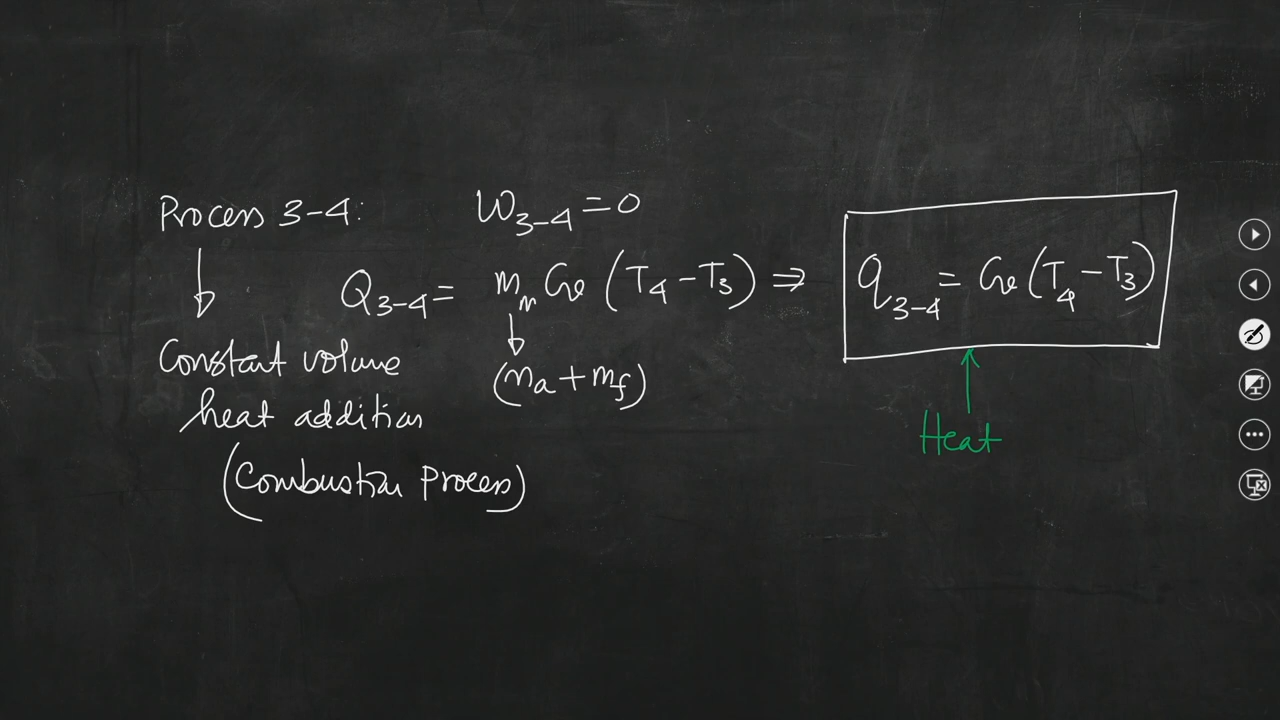 Process 3-4: W₃₋₄ = 0
Q₃₋₄ = mₘ Cv (T₄ - T₃) ⇒ q₃₋₄ = Cv (T₄ - T₃)
(ma + mf)
Constant volume
heat addition
(Combustion process)
Heat